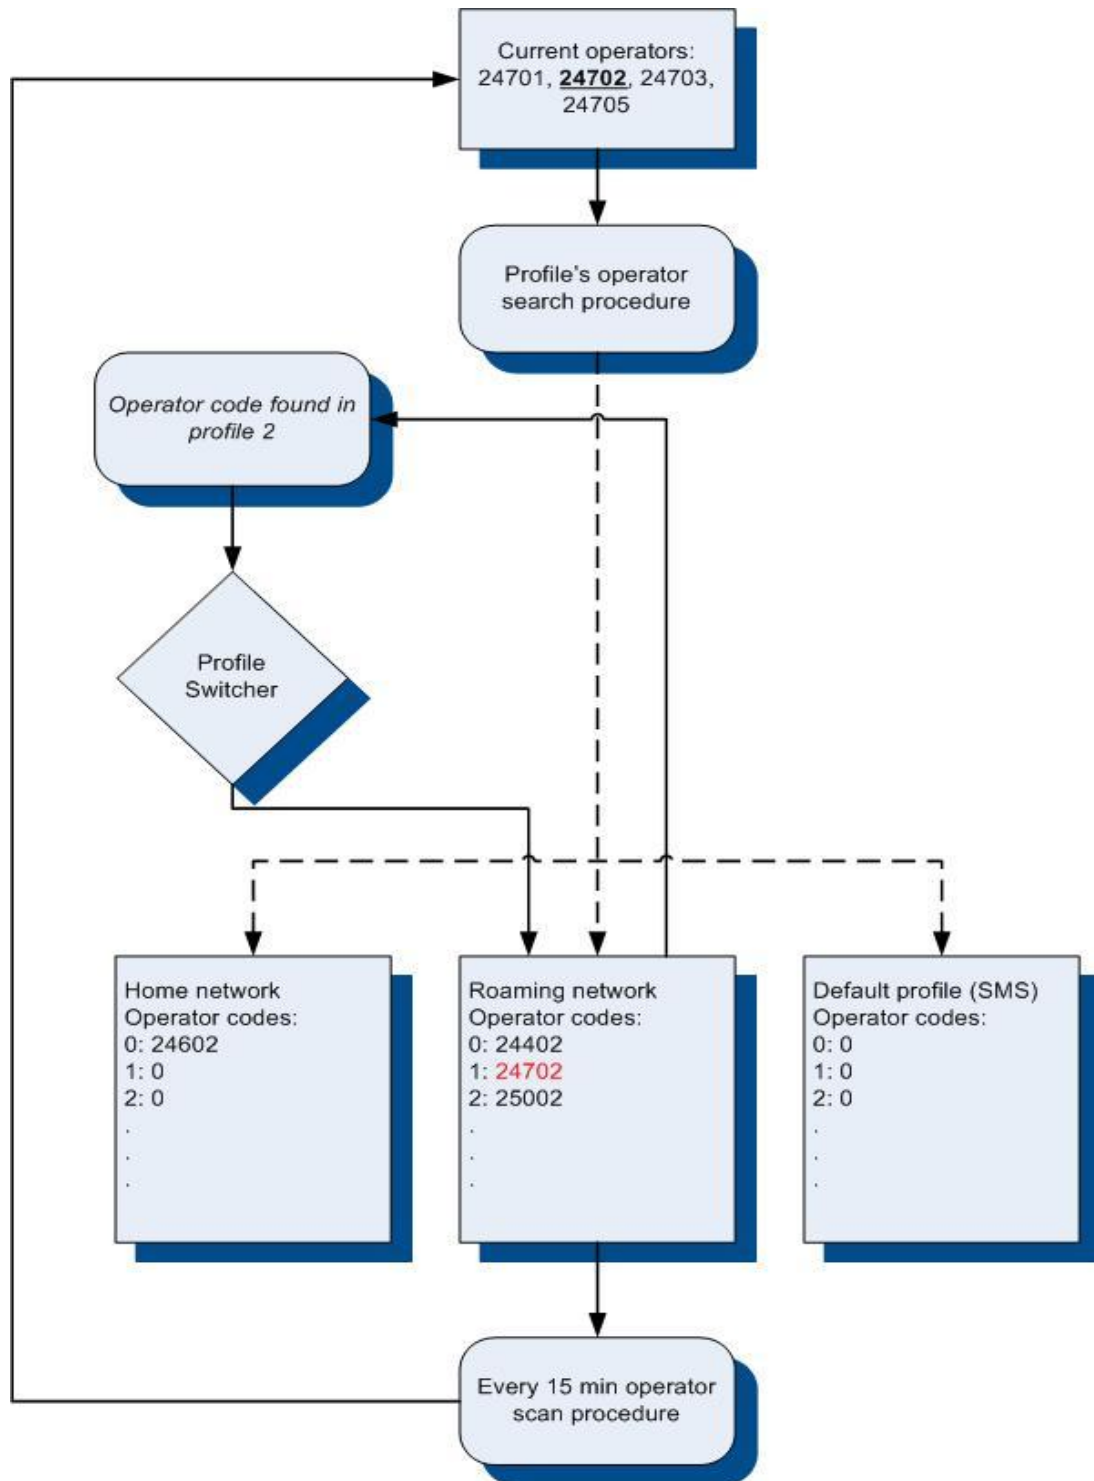 Current operators:
24701, 24702, 24703,
24705
Profile's operator
search procedure
Operator code found in
profile 2
Profile
Switcher
Home network
Operator codes:
0: 24602
1: 0
2: 0
.
.
.
Roaming network
Operator codes:
0: 24402
1: 24702
2: 25002
.
.
.
Default profile (SMS)
Operator codes:
0: 0
1: 0
2: 0
.
.
.
Every 15 min operator
scan procedure